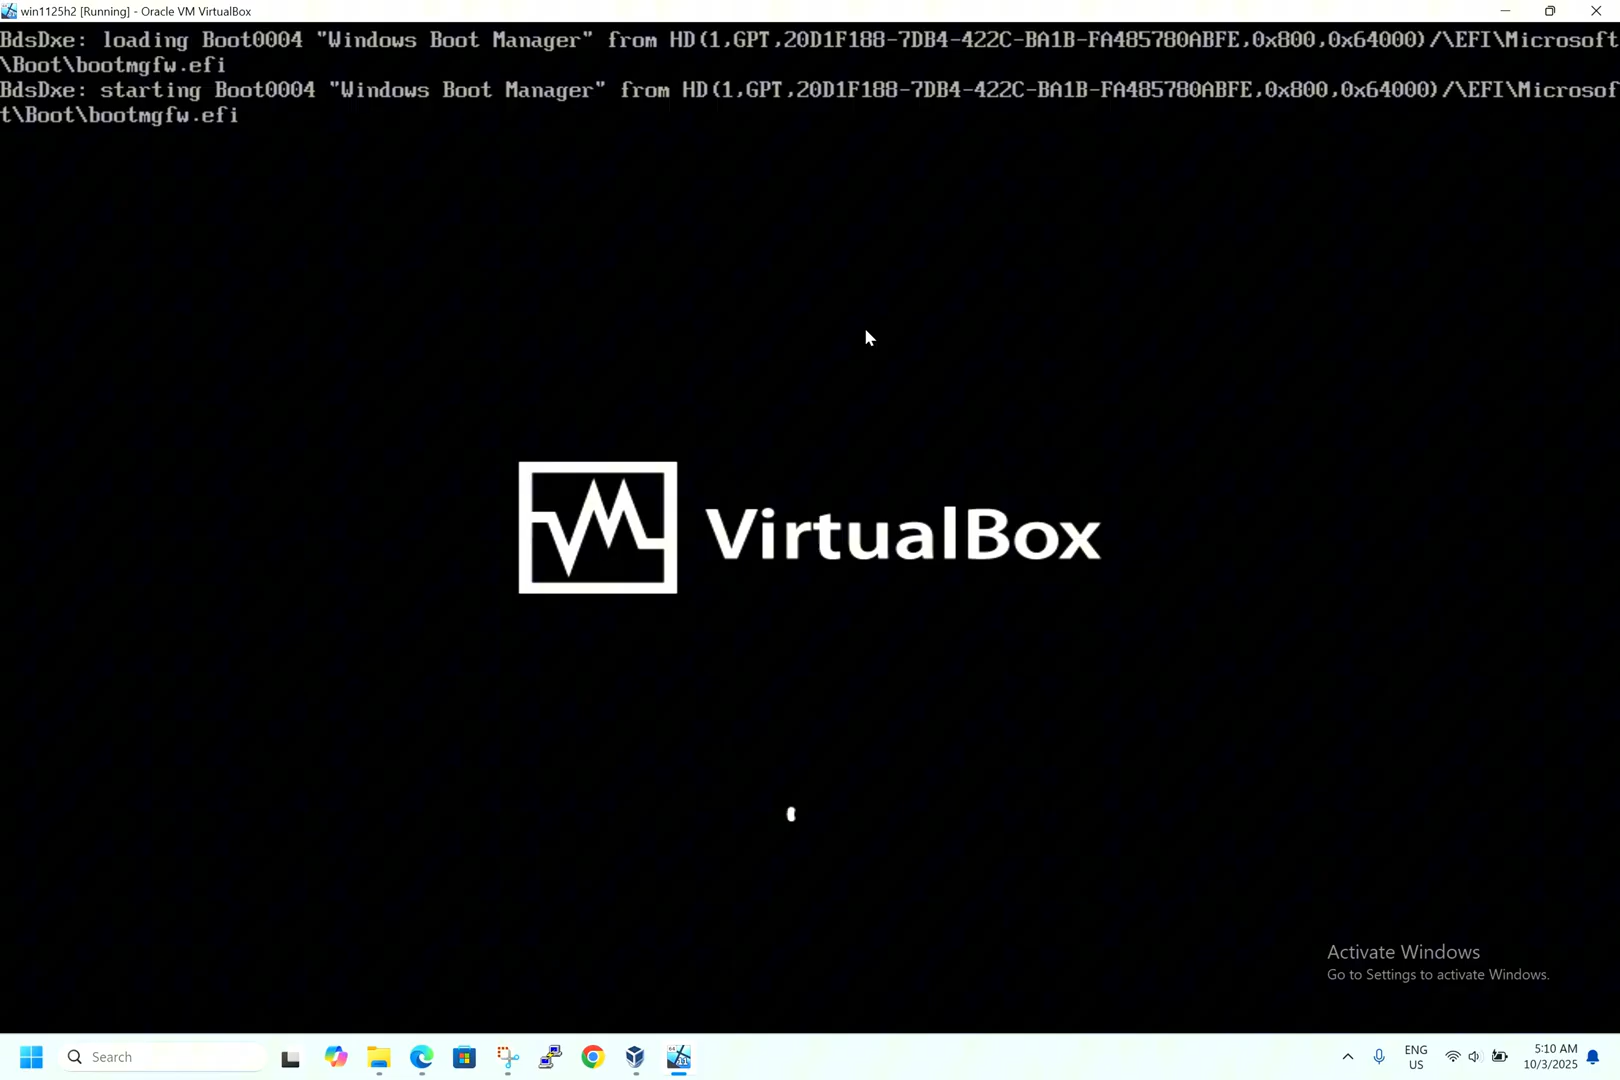 win1125h2 [Running] - Oracle VM VirtualBox
BdsDxe: loading Boot0004 "Windows Boot Manager" from HD(1,GPT,20D1F188-7DB4-422C-BA1B-FA485780ABFE,0x800,0x64000)/\EFI\Microsoft
\Boot\bootmgfw.efi
BdsDxe: starting Boot0004 "Windows Boot Manager" from HD(1,GPT,20D1F188-7DB4-422C-BA1B-FA485780ABFE,0x800,0x64000)/\EFI\Microsof
t\Boot\bootmgfw.efi
VirtualBox
Activate Windows
Go to Settings to activate Windows.
Search
ENG
US
5:10 AM
10/3/2025